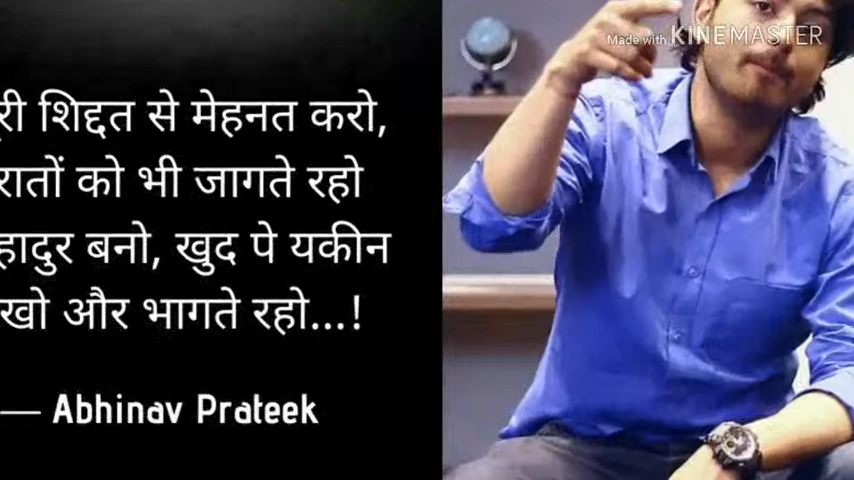 Made with KINEMASTER
री शिद्दत से मेहनत करो,
रातों को भी जागते रहो
हादुर बनो, खुद पे यकीन
खो और भागते रहो...!
— Abhinav Prateek